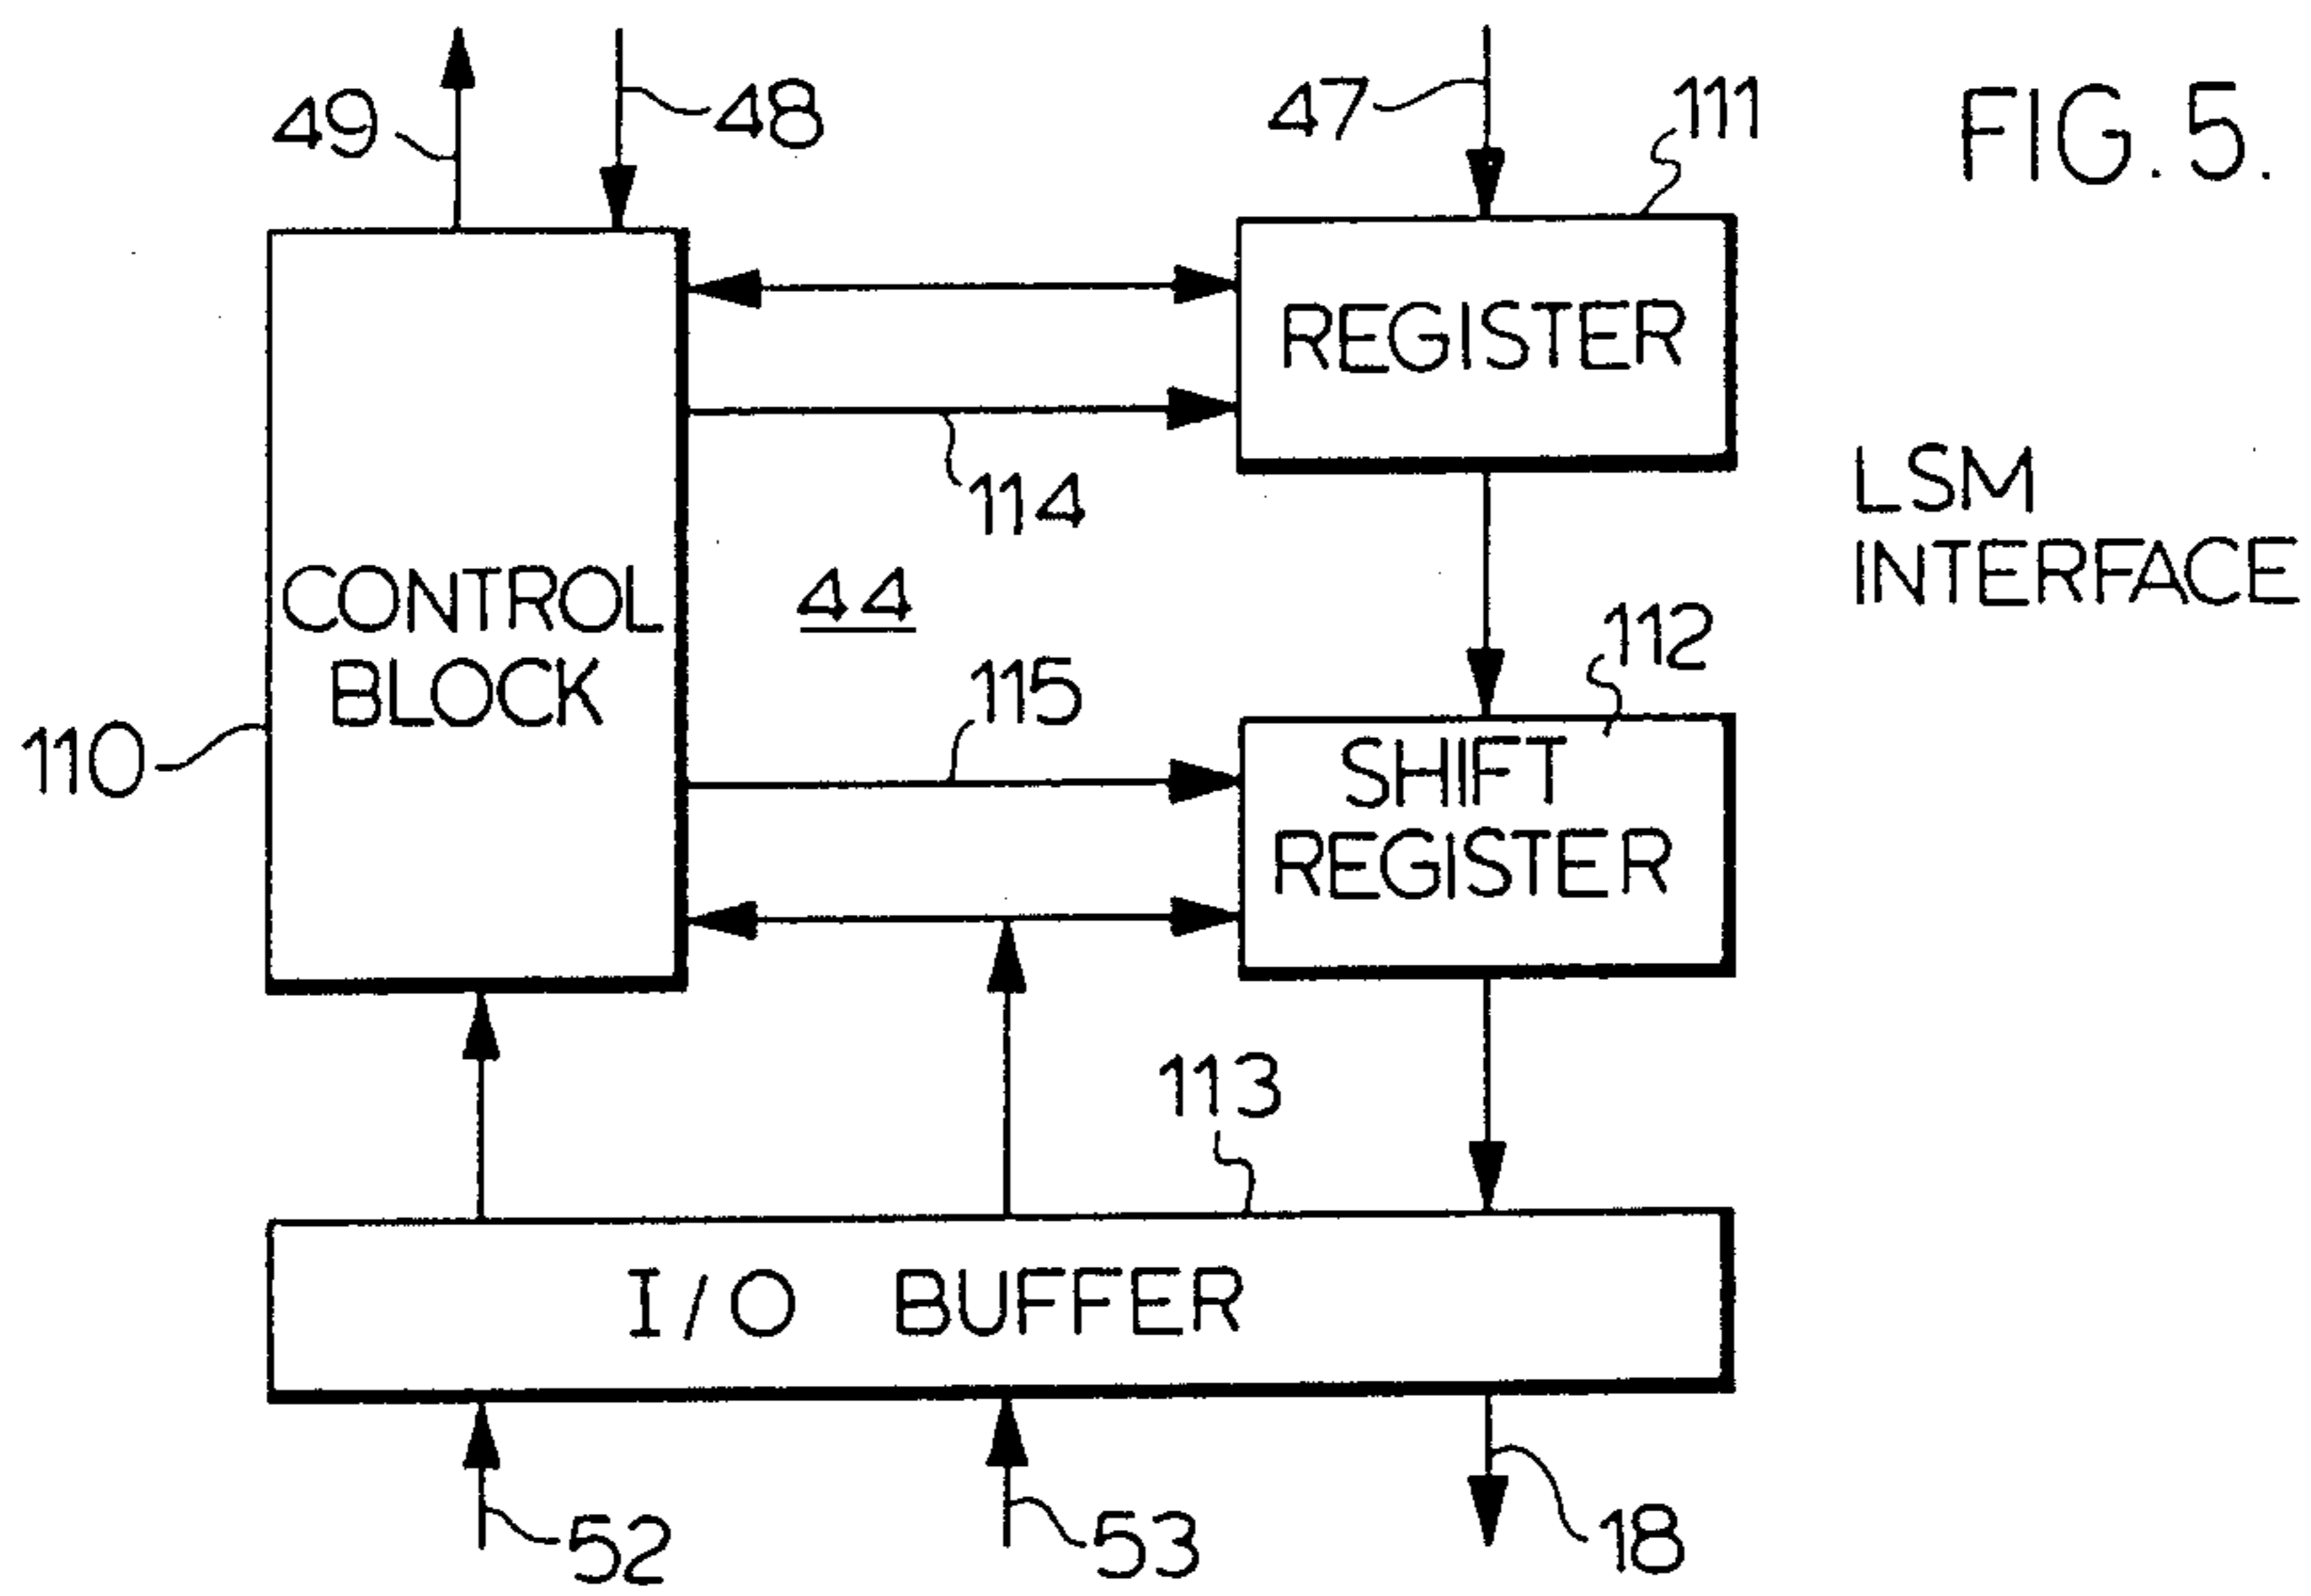 FIG. 5.
49
48
47
111
REGISTER
114
LSM
INTERFACE
CONTROL
BLOCK
44
110
115
112
SHIFT
REGISTER
113
I/O BUFFER
52
53
18